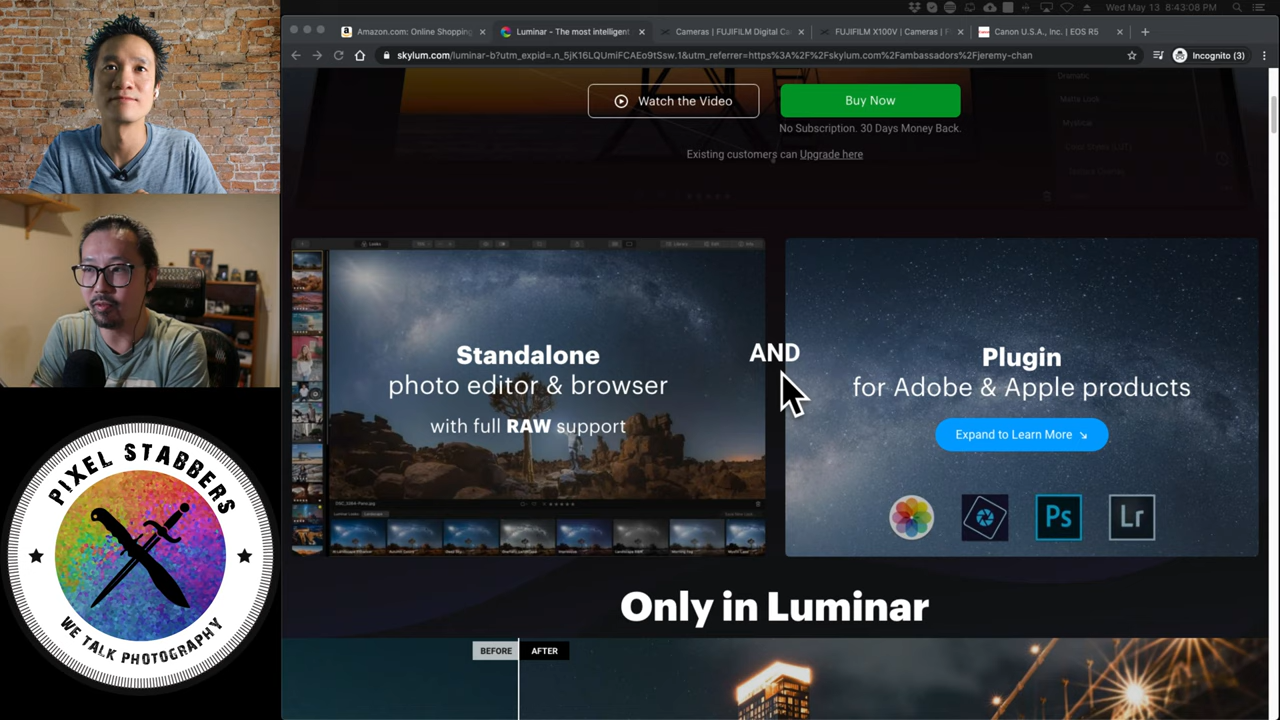 Wed May 13 8:43:08 PM
Amazon.com: Online Shopping
Luminar - The most intelligent
Cameras | FUJIFILM Digital Ca
FUJIFILM X100V | Cameras | F
Canon U.S.A., Inc. | EOS R5
skylum.com/luminar-b?utm_expid=.n_5jK16LQUmiFCAEo9tSsw.1&utm_referrer=https%3A%2F%2Fskylum.com%2Fambassadors%2Fjeremy-chan
Incognito (3)
Watch the Video
Buy Now
No Subscription. 30 Days Money Back.
Existing customers can Upgrade here
Dramatic
Standalone
photo editor & browser
with full RAW support
AND
Plugin
for Adobe & Apple products
Expand to Learn More
Ps
Lr
Only in Luminar
BEFORE
AFTER
PIXEL STABBERS
WE TALK PHOTOGRAPHY